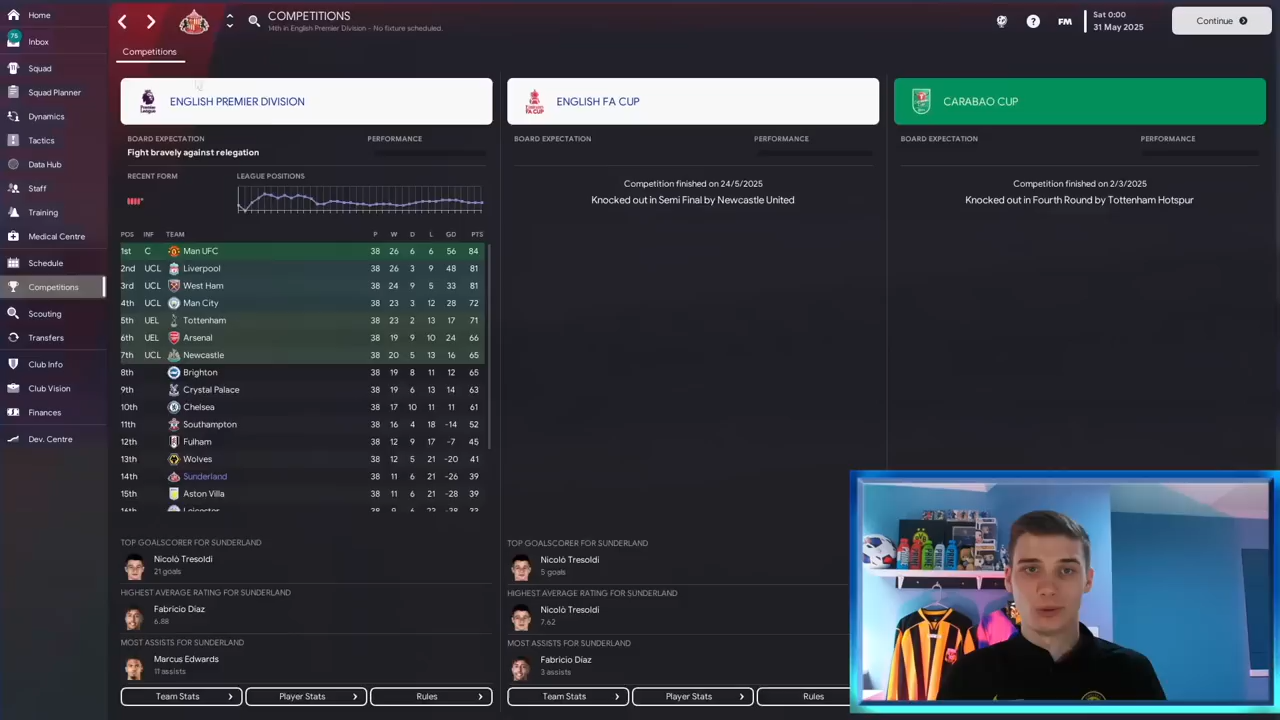 Home
75
Inbox
Squad
Squad Planner
Dynamics
Tactics
Data Hub
Staff
Training
Medical Centre
Schedule
Competitions
Scouting
Transfers
Club Info
Club Vision
Finances
Dev. Centre
COMPETITIONS
14th in English Premier Division – No fixture scheduled.
? FM
Sat 0:00
31 May 2025
Continue
Competitions
ENGLISH PREMIER DIVISION
BOARD EXPECTATION PERFORMANCE
Fight bravely against relegation
RECENT FORM LEAGUE POSITIONS
POS INF TEAM P W D L GD PTS
1st C Man UFC 38 26 6 6 56 84
2nd UCL Liverpool 38 26 3 9 48 81
3rd UCL West Ham 38 24 9 5 33 81
4th UCL Man City 38 23 3 12 28 72
5th UEL Tottenham 38 23 2 13 17 71
6th UEL Arsenal 38 19 9 10 24 66
7th UCL Newcastle 38 20 5 13 16 65
8th Brighton 38 19 8 11 12 65
9th Crystal Palace 38 19 6 13 14 63
10th Chelsea 38 17 10 11 11 61
11th Southampton 38 16 4 18 -14 52
12th Fulham 38 12 9 17 -7 45
13th Wolves 38 12 5 21 -20 41
14th Sunderland 38 11 6 21 -26 39
15th Aston Villa 38 11 6 21 -28 39
16th Leicester 38 9 6
TOP GOALSCORER FOR SUNDERLAND
Nicolò Tresoldi
21 goals
HIGHEST AVERAGE RATING FOR SUNDERLAND
Fabricio Díaz
6.88
MOST ASSISTS FOR SUNDERLAND
Marcus Edwards
11 assists
Team Stats Player Stats Rules
ENGLISH FA CUP
BOARD EXPECTATION PERFORMANCE
Competition finished on 24/5/2025
Knocked out in Semi Final by Newcastle United
TOP GOALSCORER FOR SUNDERLAND
Nicolò Tresoldi
5 goals
HIGHEST AVERAGE RATING FOR SUNDERLAND
Nicolò Tresoldi
7.62
MOST ASSISTS FOR SUNDERLAND
Fabricio Díaz
3 assists
Team Stats Player Stats Rules
CARABAO CUP
BOARD EXPECTATION PERFORMANCE
Competition finished on 2/3/2025
Knocked out in Fourth Round by Tottenham Hotspur